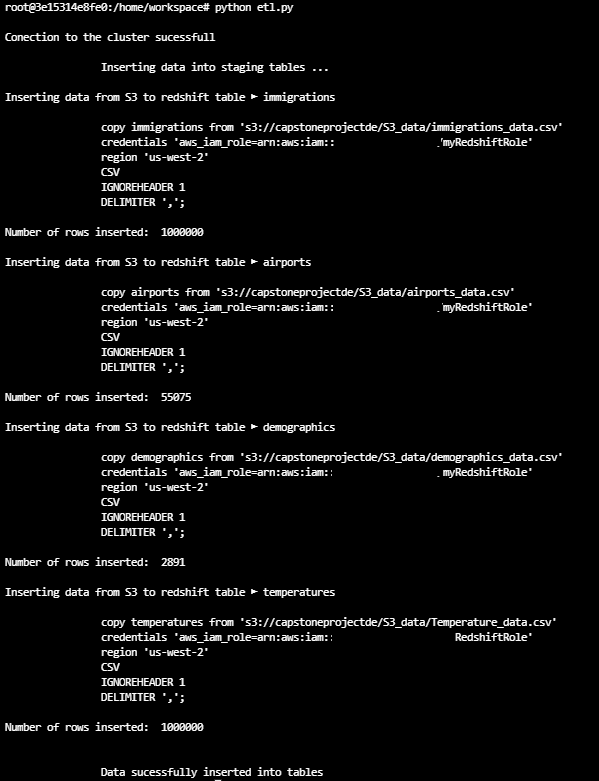 root@3e15314e8fe0:/home/workspace# python etl.py
Conection to the cluster sucessfull
Inserting data into staging tables ...
Inserting data from S3 to redshift table ► immigrations
copy immigrations from 's3://capstoneprojectde/S3_data/immigrations_data.csv'
credentials 'aws_iam_role=arn:aws:iam:: /myRedshiftRole'
region 'us-west-2'
CSV
IGNOREHEADER 1
DELIMITER ',';
Number of rows inserted:  1000000
Inserting data from S3 to redshift table ► airports
copy airports from 's3://capstoneprojectde/S3_data/airports_data.csv'
credentials 'aws_iam_role=arn:aws:iam:: /myRedshiftRole'
region 'us-west-2'
CSV
IGNOREHEADER 1
DELIMITER ',';
Number of rows inserted:  55075
Inserting data from S3 to redshift table ► demographics
copy demographics from 's3://capstoneprojectde/S3_data/demographics_data.csv'
credentials 'aws_iam_role=arn:aws:iam: myRedshiftRole'
region 'us-west-2'
CSV
IGNOREHEADER 1
DELIMITER ',';
Number of rows inserted:  2891
Inserting data from S3 to redshift table ► temperatures
copy temperatures from 's3://capstoneprojectde/S3_data/Temperature_data.csv'
credentials 'aws_iam_role=arn:aws:iam: RedshiftRole'
region 'us-west-2'
CSV
IGNOREHEADER 1
DELIMITER ',';
Number of rows inserted:  1000000
Data sucessfully inserted into tables